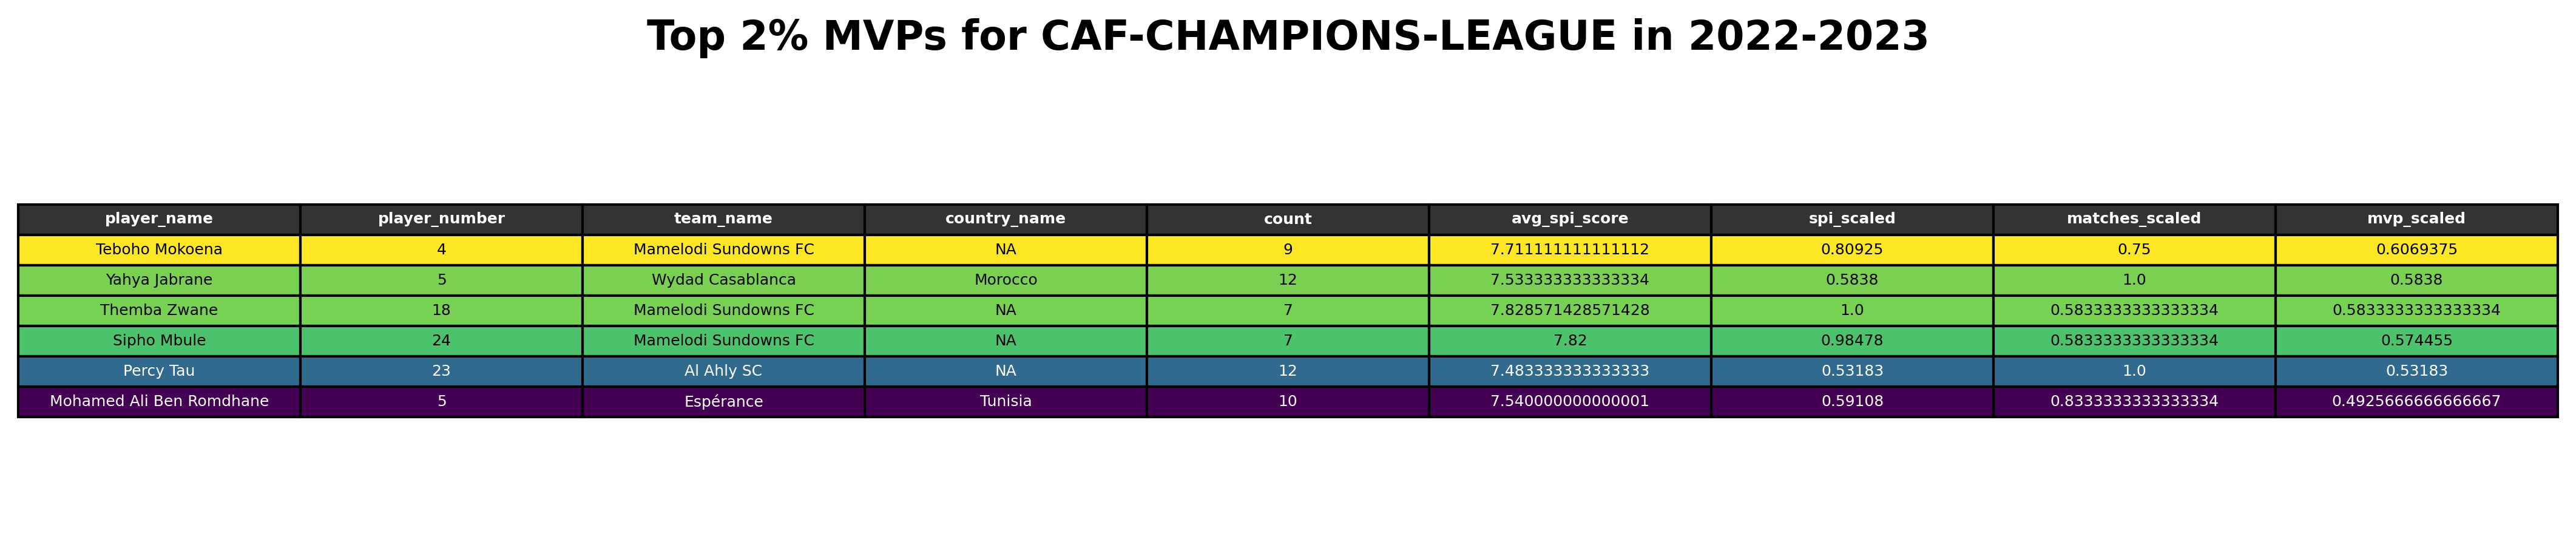 Top 2% MVPs for CAF-CHAMPIONS-LEAGUE in 2022-2023
player_name player_number team_name country_name count avg_spi_score spi_scaled matches_scaled mvp_scaled
Teboho Mokoena 4 Mamelodi Sundowns FC NA 9 7.711111111111112 0.80925 0.75 0.6069375
Yahya Jabrane 5 Wydad Casablanca Morocco 12 7.533333333333334 0.5838 1.0 0.5838
Themba Zwane 18 Mamelodi Sundowns FC NA 7 7.828571428571428 1.0 0.5833333333333334 0.5833333333333334
Sipho Mbule 24 Mamelodi Sundowns FC NA 7 7.82 0.98478 0.5833333333333334 0.574455
Percy Tau 23 Al Ahly SC NA 12 7.483333333333333 0.53183 1.0 0.53183
Mohamed Ali Ben Romdhane 5 Espérance Tunisia 10 7.540000000000001 0.59108 0.8333333333333334 0.4925666666666667